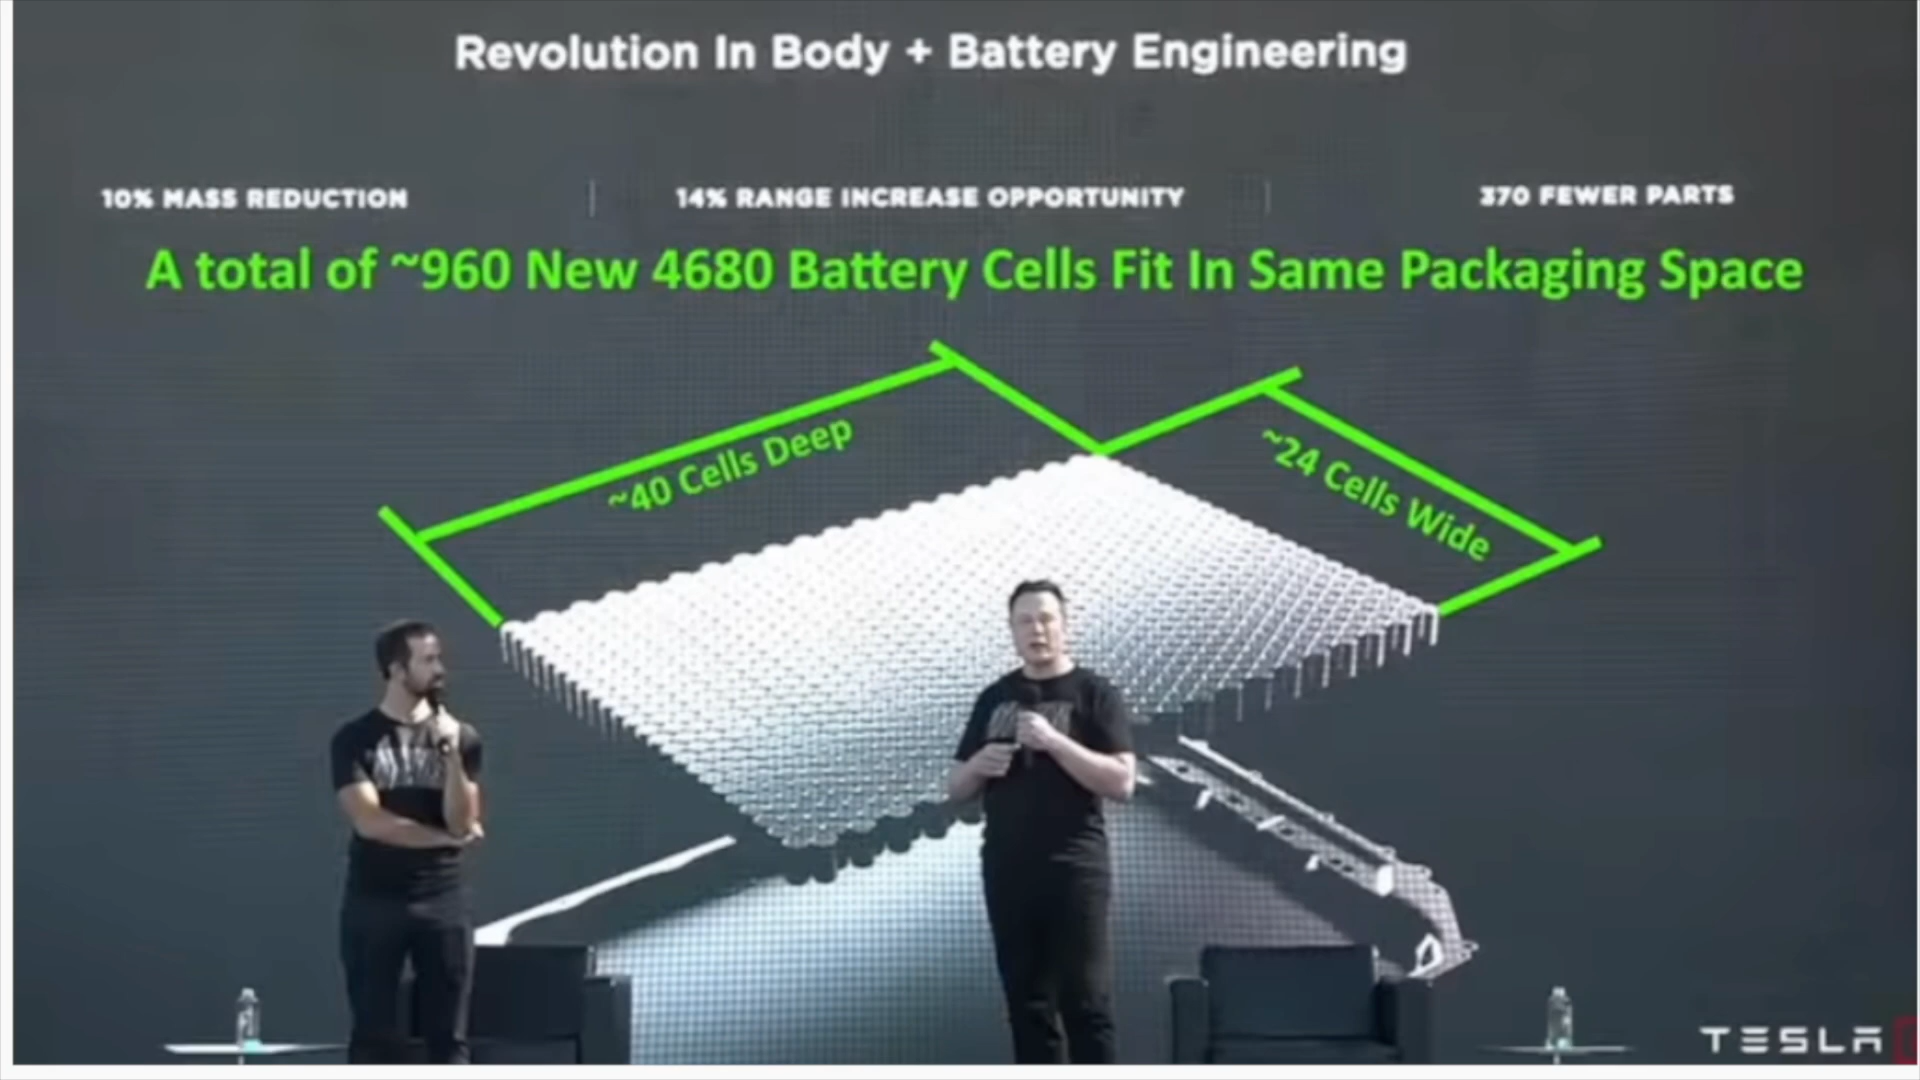 Revolution In Body + Battery Engineering
10% MASS REDUCTION
14% RANGE INCREASE OPPORTUNITY
370 FEWER PARTS
A total of ~960 New 4680 Battery Cells Fit In Same Packaging Space
~40 Cells Deep
~24 Cells Wide
TESLA